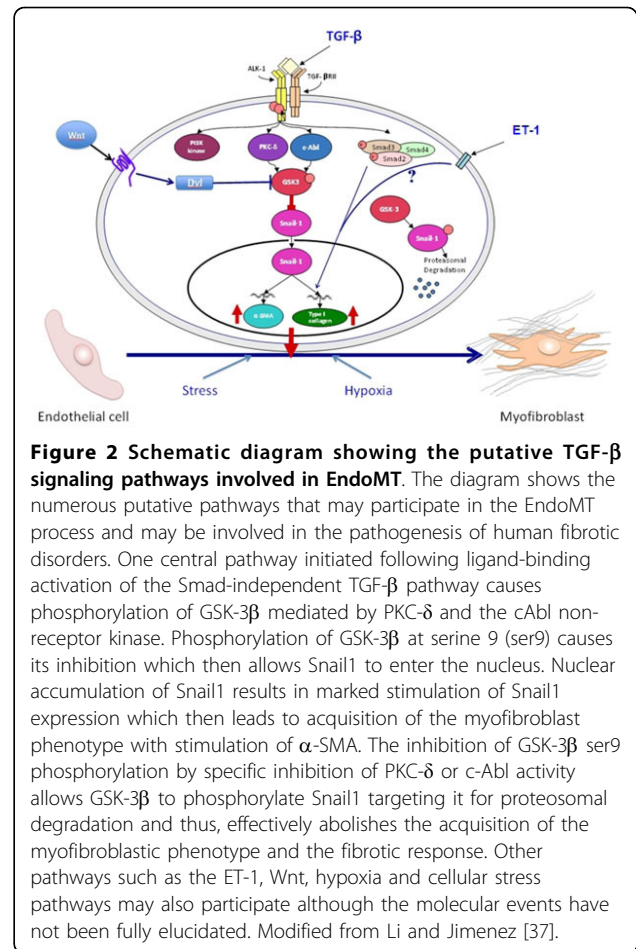 TGF-β
ALK-1
TGF- βRII
Wnt
PI3K kinase
PKC-δ
c-Abl
Smad3
Smad4
Smad2
ET-1
?
Dvl
GSK3
GSK-3
Snail-1
Snail-1
Snail-1
Proteasomal
Degradation
α-SMA
Type I
collagen
Stress
Hypoxia
Endothelial cell
Myofibroblast
Figure 2 Schematic diagram showing the putative TGF-β
signaling pathways involved in EndoMT. The diagram shows the
numerous putative pathways that may participate in the EndoMT
process and may be involved in the pathogenesis of human fibrotic
disorders. One central pathway initiated following ligand-binding
activation of the Smad-independent TGF-β pathway causes
phosphorylation of GSK-3β mediated by PKC-δ and the cAbl non-
receptor kinase. Phosphorylation of GSK-3β at serine 9 (ser9) causes
its inhibition which then allows Snail1 to enter the nucleus. Nuclear
accumulation of Snail1 results in marked stimulation of Snail1
expression which then leads to acquisition of the myofibroblast
phenotype with stimulation of α-SMA. The inhibition of GSK-3β ser9
phosphorylation by specific inhibition of PKC-δ or c-Abl activity
allows GSK-3β to phosphorylate Snail1 targeting it for proteosomal
degradation and thus, effectively abolishes the acquisition of the
myofibroblastic phenotype and the fibrotic response. Other
pathways such as the ET-1, Wnt, hypoxia and cellular stress
pathways may also participate although the molecular events have
not been fully elucidated. Modified from Li and Jimenez [37].